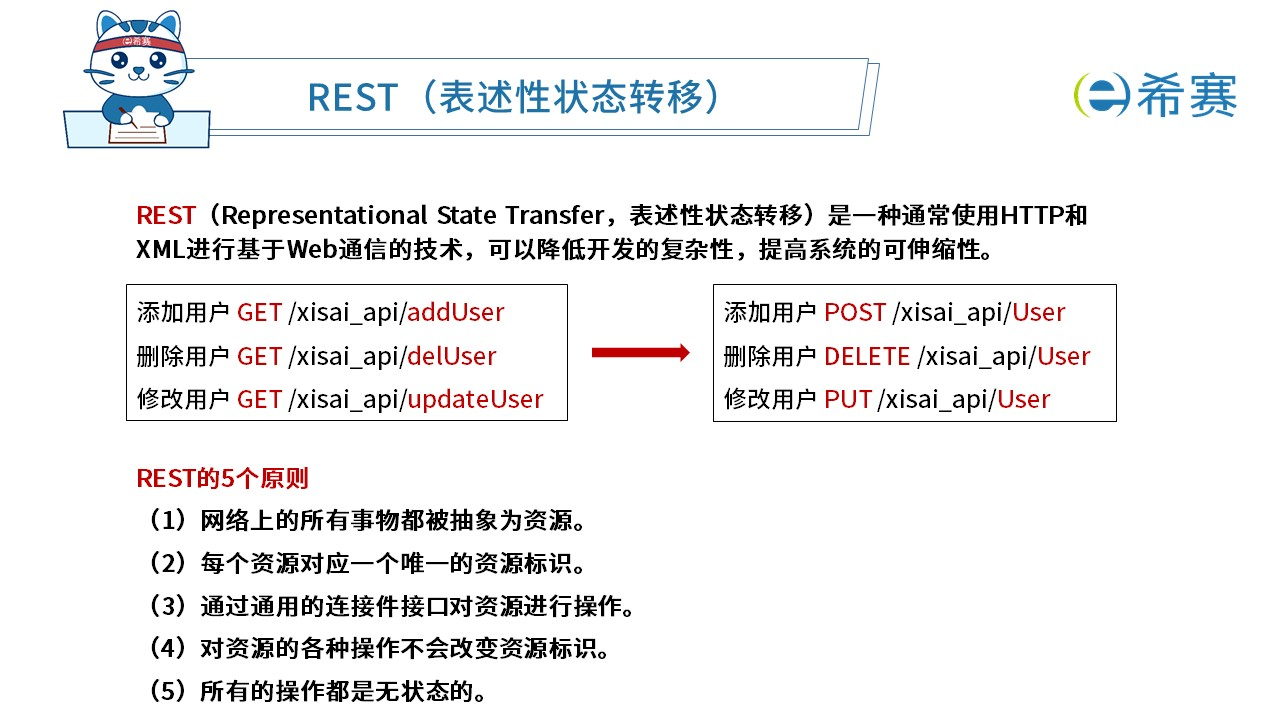 希赛
REST（表述性状态转移）
希赛
REST（Representational State Transfer，表述性状态转移）是一种通常使用HTTP和
XML进行基于Web通信的技术，可以降低开发的复杂性，提高系统的可伸缩性。
添加用户 GET /xisai_api/addUser
删除用户 GET /xisai_api/delUser
修改用户 GET /xisai_api/updateUser
添加用户 POST /xisai_api/User
删除用户 DELETE /xisai_api/User
修改用户 PUT /xisai_api/User
REST的5个原则
（1）网络上的所有事物都被抽象为资源。
（2）每个资源对应一个唯一的资源标识。
（3）通过通用的连接件接口对资源进行操作。
（4）对资源的各种操作不会改变资源标识。
（5）所有的操作都是无状态的。